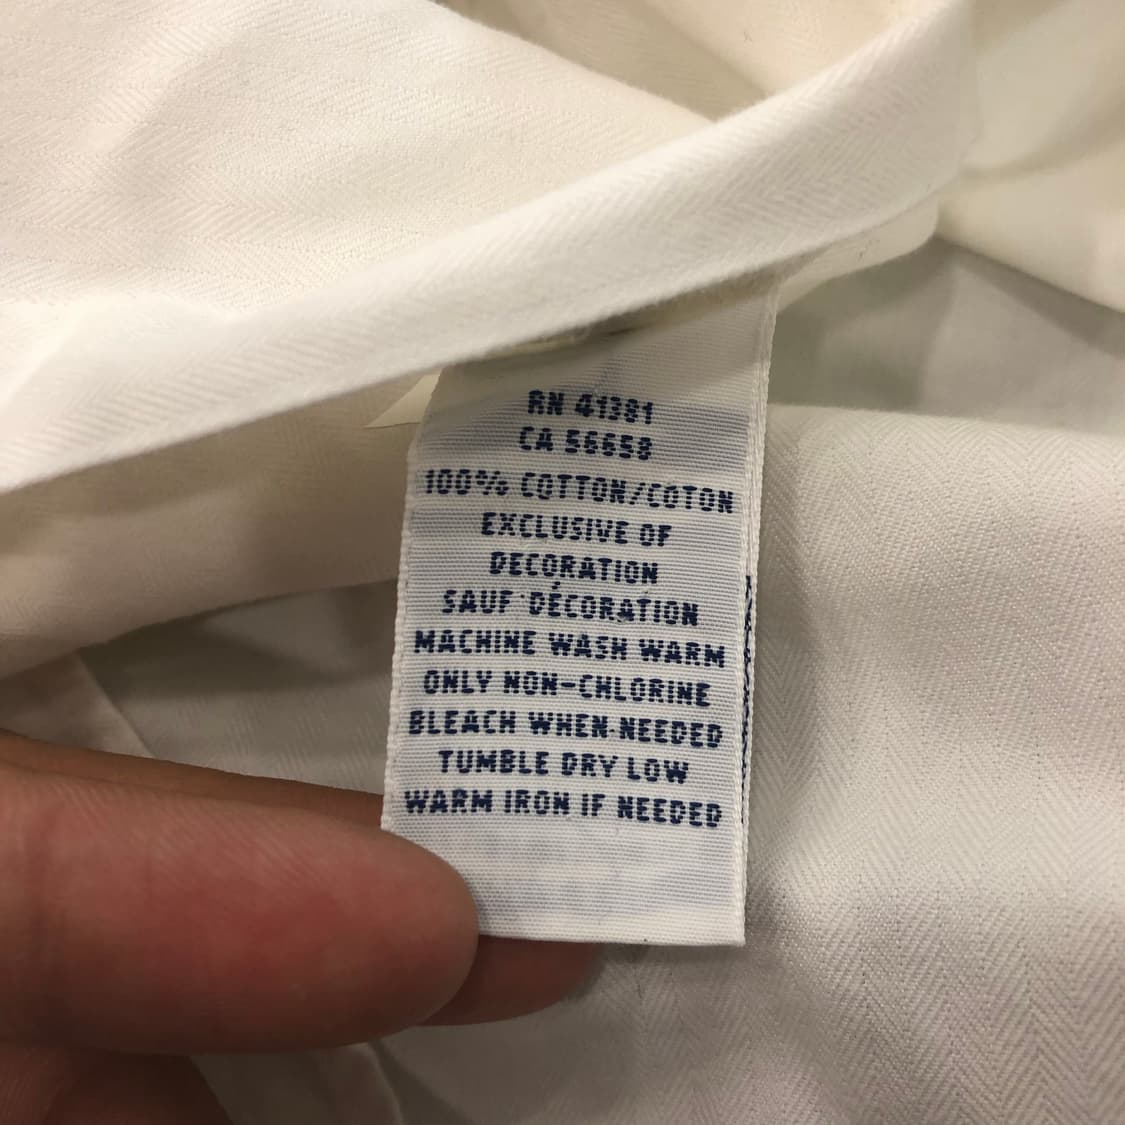 RN 41381
CA 56658
100% COTTON/COTON
EXCLUSIVE OF
DECORATION
SAUF DÉCORATION
MACHINE WASH WARM
ONLY NON-CHLORINE
BLEACH WHEN NEEDED
TUMBLE DRY LOW
WARM IRON IF NEEDED